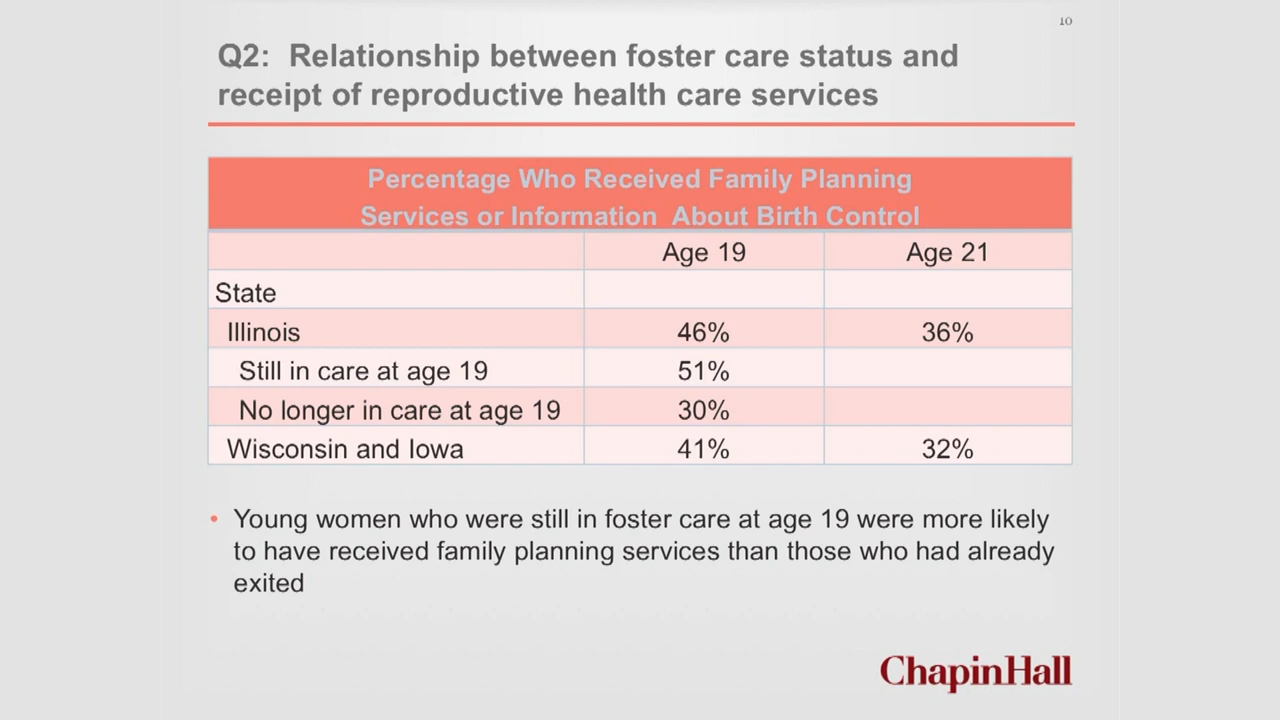 10
Q2: Relationship between foster care status and
receipt of reproductive health care services
Percentage Who Received Family Planning
Services or Information About Birth Control
Age 19 Age 21
State
Illinois 46% 36%
Still in care at age 19 51%
No longer in care at age 19 30%
Wisconsin and Iowa 41% 32%
• Young women who were still in foster care at age 19 were more likely
to have received family planning services than those who had already
exited
ChapinHall